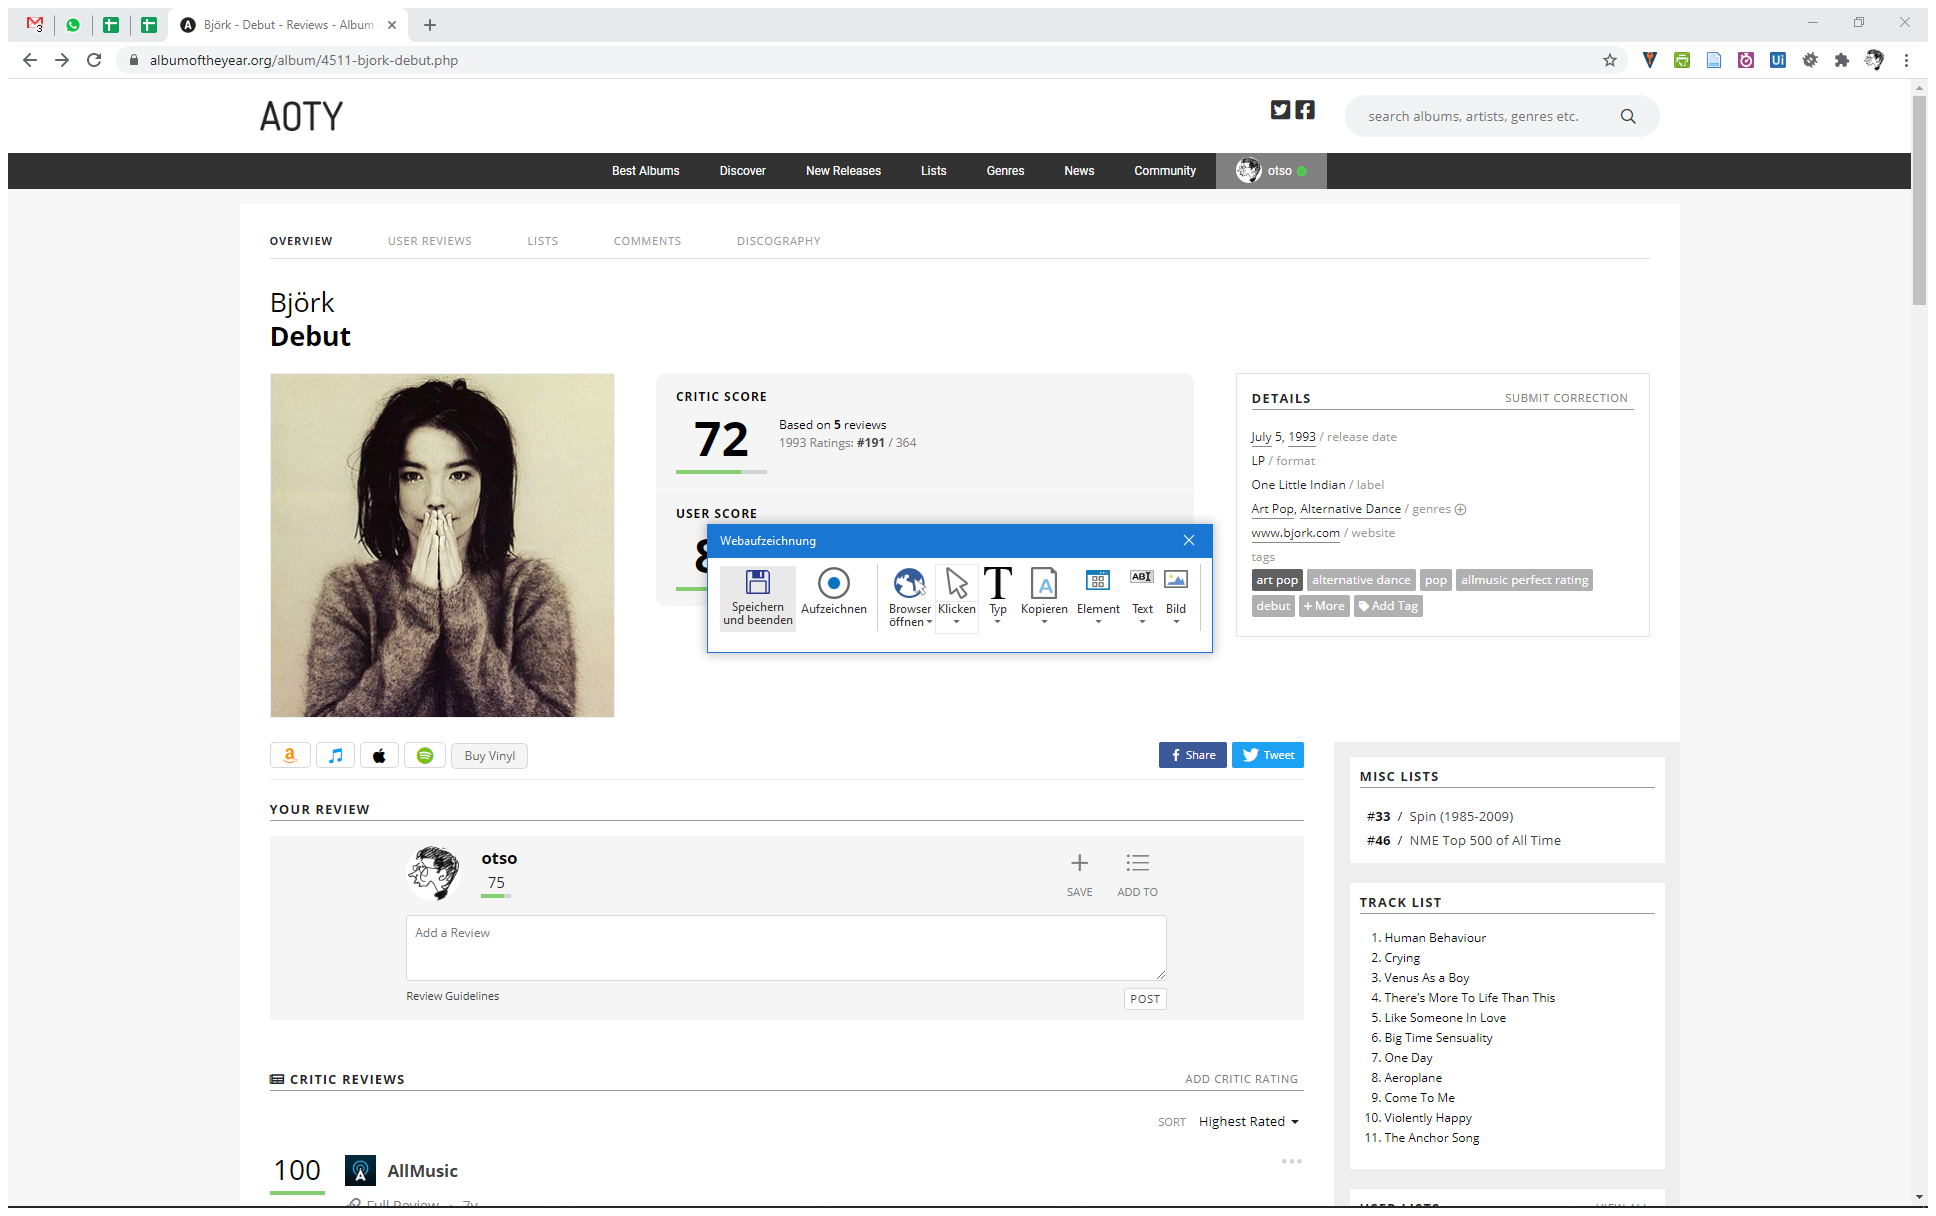 3
Björk - Debut - Reviews - Album
albumoftheyear.org/album/4511-bjork-debut.php
Ui
AOTY
search albums, artists, genres etc.
Best Albums
Discover
New Releases
Lists
Genres
News
Community
otso
OVERVIEW
USER REVIEWS
LISTS
COMMENTS
DISCOGRAPHY
Björk
Debut
CRITIC SCORE
72
Based on 5 reviews
1993 Ratings: #191 / 364
USER SCORE
Webaufzeichnung
Speichern
und beenden
Aufzeichnen
Browser
öffnen
Klicken
Typ
Kopieren
Element
Text
Bild
DETAILS
SUBMIT CORRECTION
July 5, 1993 / release date
LP / format
One Little Indian / label
Art Pop, Alternative Dance / genres
www.bjork.com / website
tags
art pop
alternative dance
pop
allmusic perfect rating
debut
+ More
Add Tag
Buy Vinyl
Share
Tweet
YOUR REVIEW
otso
75
SAVE
ADD TO
Add a Review
Review Guidelines
POST
CRITIC REVIEWS
ADD CRITIC RATING
SORT
Highest Rated
100
AllMusic
Full Review
7y
MISC LISTS
#33 / Spin (1985-2009)
#46 / NME Top 500 of All Time
TRACK LIST
1. Human Behaviour
2. Crying
3. Venus As a Boy
4. There's More To Life Than This
5. Like Someone In Love
6. Big Time Sensuality
7. One Day
8. Aeroplane
9. Come To Me
10. Violently Happy
11. The Anchor Song
USER LISTS
VIEW ALL